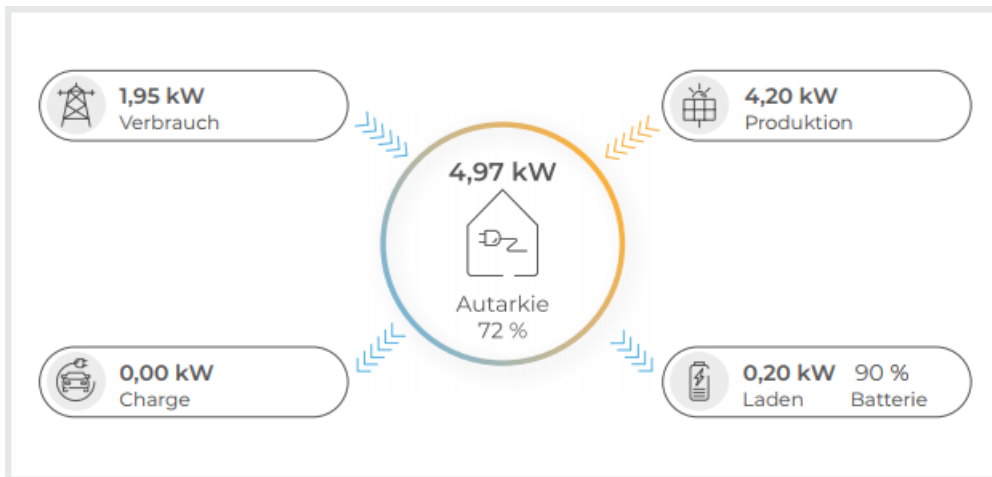 1,95 kW
Verbrauch
4,20 kW
Produktion
4,97 kW
Autarkie
72 %
0,00 kW
Charge
0,20 kW 90 %
Laden Batterie